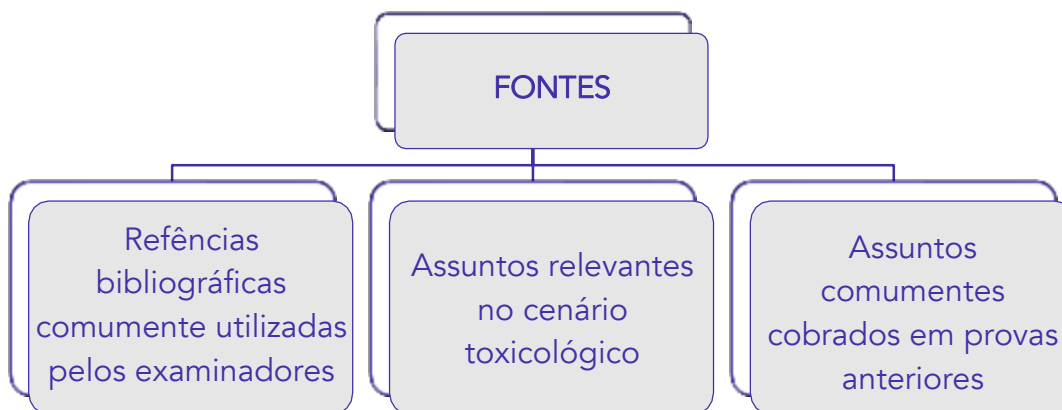 FONTES
Refências
bibliográficas
comumente utilizadas
pelos examinadores
Assuntos relevantes
no cenário
toxicológico
Assuntos
comumentes
cobrados em provas
anteriores